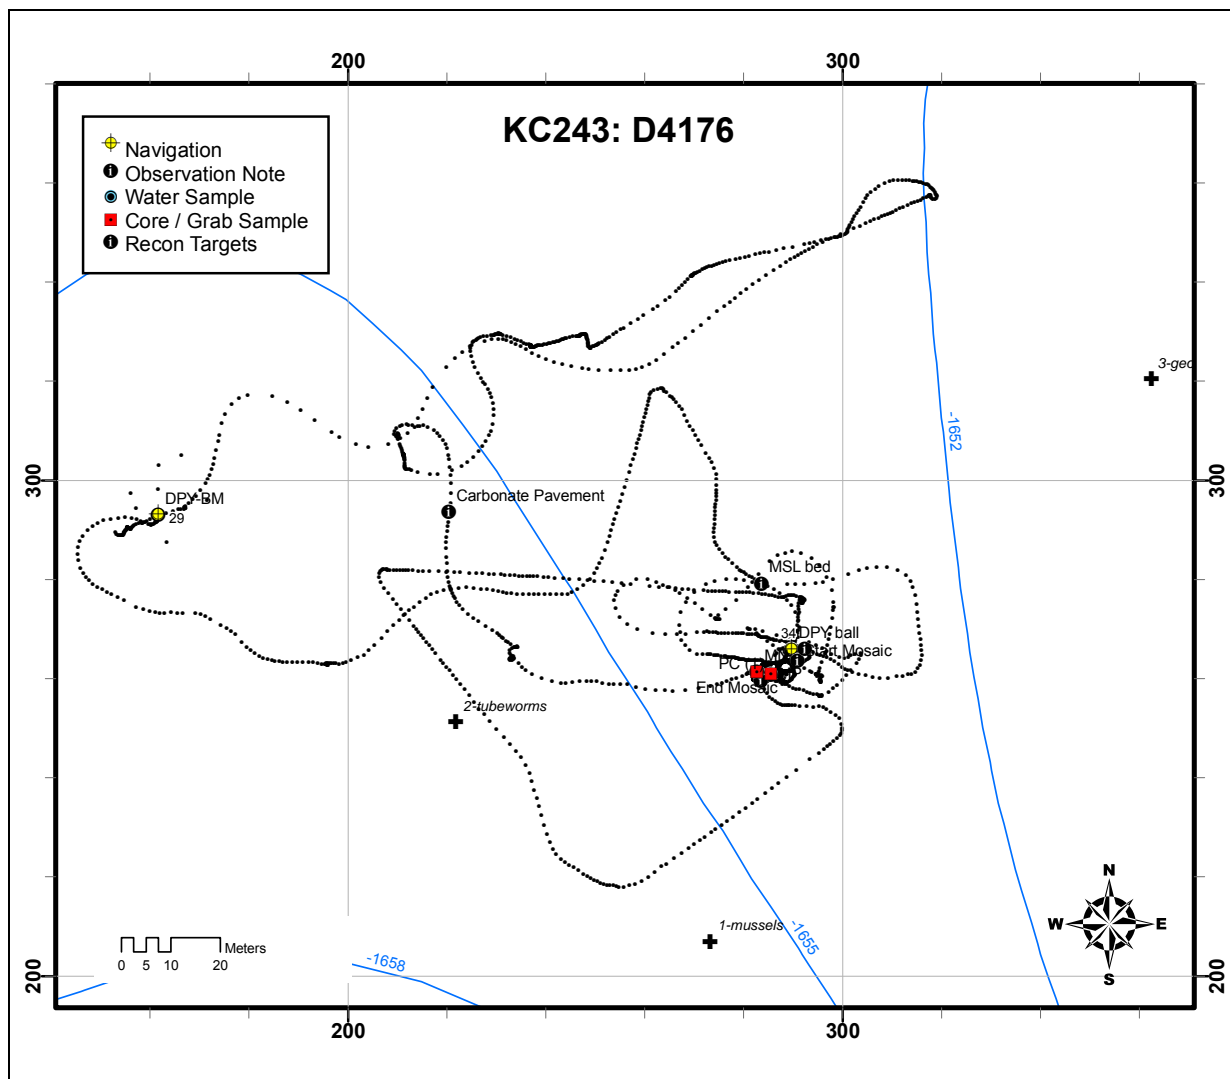 200 300
KC243: D4176
Navigation
Observation Note
Water Sample
Core / Grab Sample
Recon Targets
3-geo
-1652
300 300
DPY-BM
29
Carbonate Pavement
MSL bed
34 DPY ball
Start Mosaic
PC
End Mosaic
2-tubeworms
1-mussels
N
W E
S
-1655
-1658
Meters
0 5 10 20
200 200
200 300